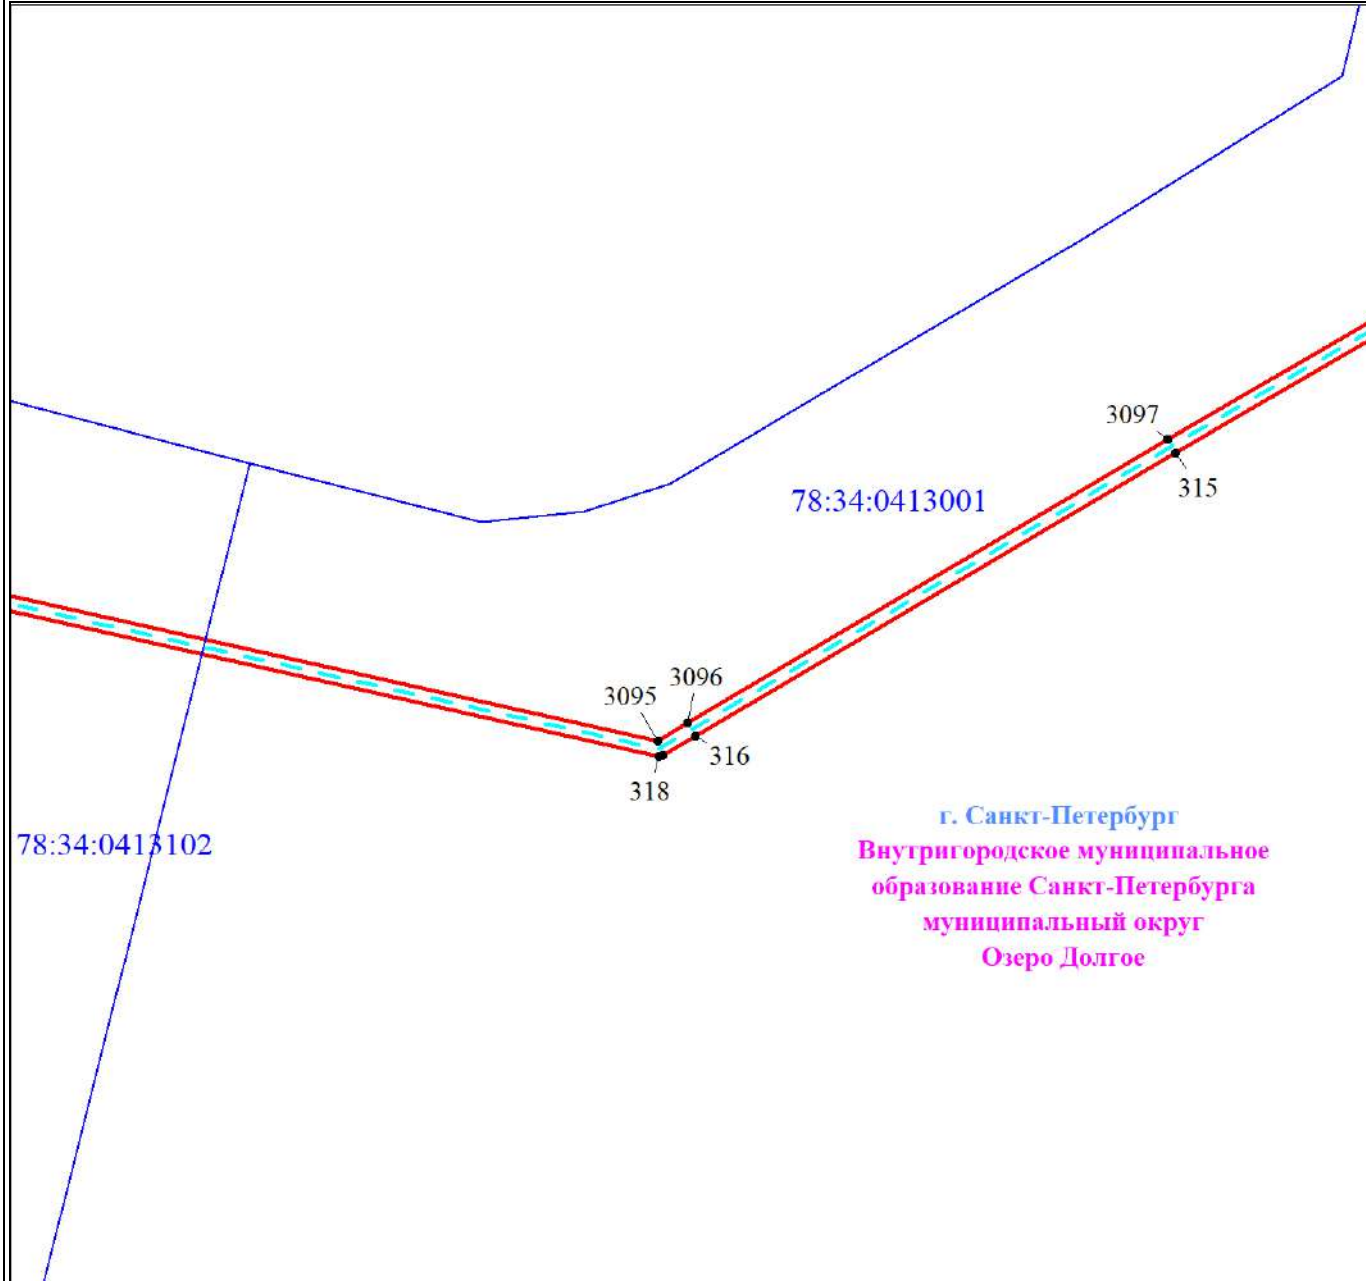 3097
78:34:0413001
315
3096
3095
316
318
г. Санкт-Петербург
78:34:0413102
Внутригородское муниципальное
образование Санкт-Петербурга
муниципальный округ
Озеро Долгое